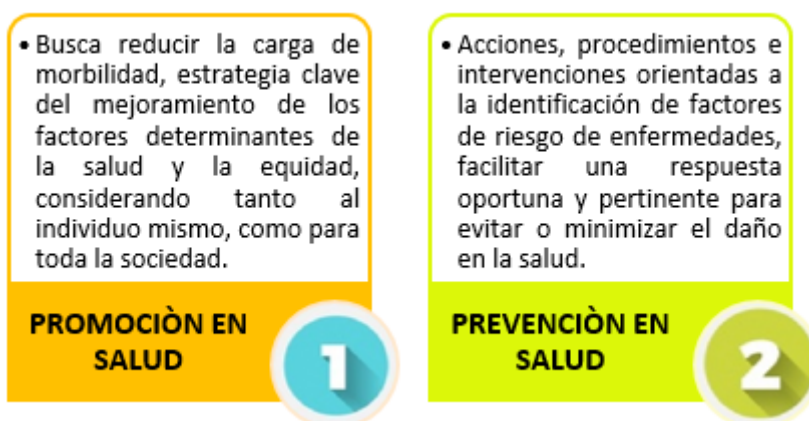 • Busca reducir la carga de
morbilidad, estrategia clave
del mejoramiento de los
factores determinantes de
la salud y la equidad,
considerando tanto al
individuo mismo, como para
toda la sociedad.
PROMOCIÒN EN
SALUD
1
• Acciones, procedimientos e
intervenciones orientadas a
la identificación de factores
de riesgo de enfermedades,
facilitar una respuesta
oportuna y pertinente para
evitar o minimizar el daño
en la salud.
PREVENCIÒN EN
SALUD
2